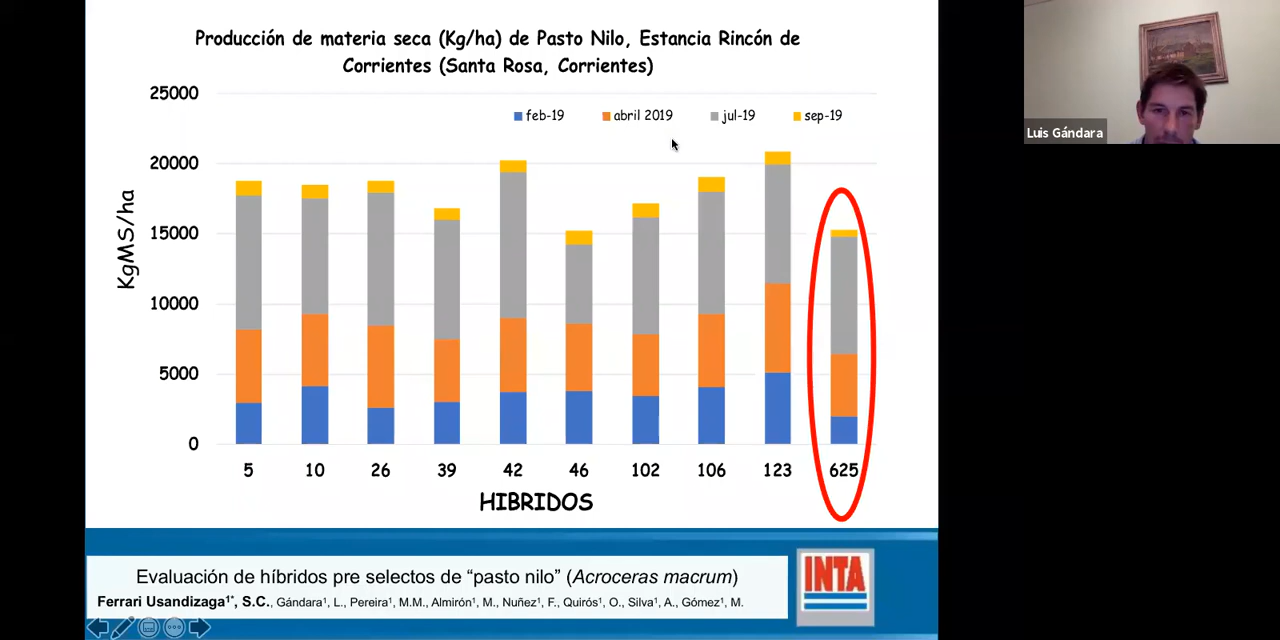 Producción de materia seca (Kg/ha) de Pasto Nilo, Estancia Rincón de
Corrientes (Santa Rosa, Corrientes)
25000
feb-19 abril 2019 jul-19 sep-19
20000
15000
10000
5000
0
KgMS/ha
5 10 26 39 42 46 102 106 123 625
HIBRIDOS
Evaluación de híbridos pre selectos de “pasto nilo” (Acroceras macrum)
Ferrari Usandizaga¹*, S.C., Gándara¹, L., Pereira¹, M.M., Almirón¹, M., Nuñez¹, F., Quirós¹, O., Silva¹, A., Gómez¹, M.
INTA
Luis Gándara